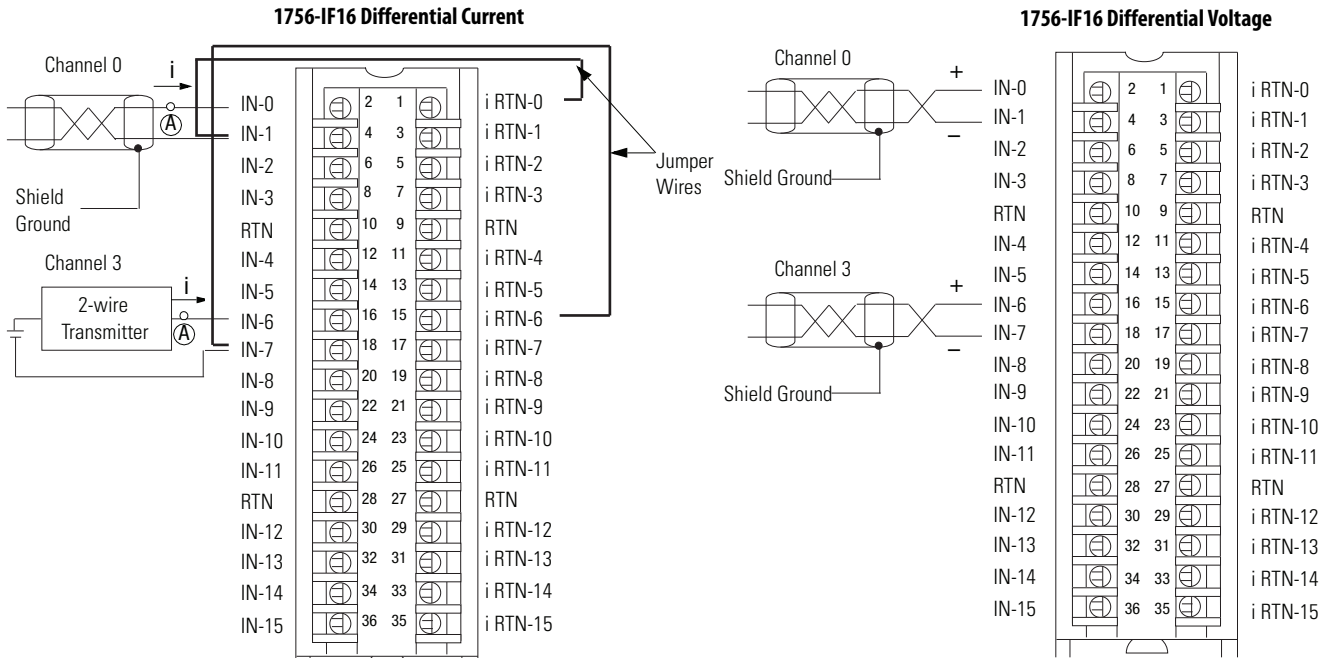 1756-IF16 Differential Current
Channel 0
i
A
Shield
Ground
Channel 3
i
2-wire
Transmitter
A
Jumper
Wires
IN-0 2 1 i RTN-0
IN-1 4 3 i RTN-1
IN-2 6 5 i RTN-2
IN-3 8 7 i RTN-3
RTN 10 9 RTN
IN-4 12 11 i RTN-4
IN-5 14 13 i RTN-5
IN-6 16 15 i RTN-6
IN-7 18 17 i RTN-7
IN-8 20 19 i RTN-8
IN-9 22 21 i RTN-9
IN-10 24 23 i RTN-10
IN-11 26 25 i RTN-11
RTN 28 27 RTN
IN-12 30 29 i RTN-12
IN-13 32 31 i RTN-13
IN-14 34 33 i RTN-14
IN-15 36 35 i RTN-15
1756-IF16 Differential Voltage
Channel 0
+
–
Shield Ground
Channel 3
+
–
Shield Ground
IN-0 2 1 i RTN-0
IN-1 4 3 i RTN-1
IN-2 6 5 i RTN-2
IN-3 8 7 i RTN-3
RTN 10 9 RTN
IN-4 12 11 i RTN-4
IN-5 14 13 i RTN-5
IN-6 16 15 i RTN-6
IN-7 18 17 i RTN-7
IN-8 20 19 i RTN-8
IN-9 22 21 i RTN-9
IN-10 24 23 i RTN-10
IN-11 26 25 i RTN-11
RTN 28 27 RTN
IN-12 30 29 i RTN-12
IN-13 32 31 i RTN-13
IN-14 34 33 i RTN-14
IN-15 36 35 i RTN-15